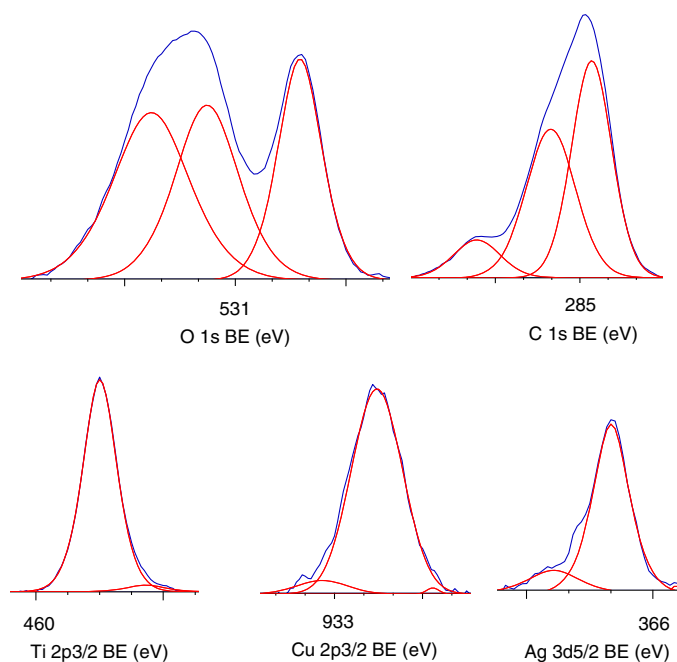 531
O 1s BE (eV)
285
C 1s BE (eV)
460
Ti 2p3/2 BE (eV)
933
Cu 2p3/2 BE (eV)
366
Ag 3d5/2 BE (eV)